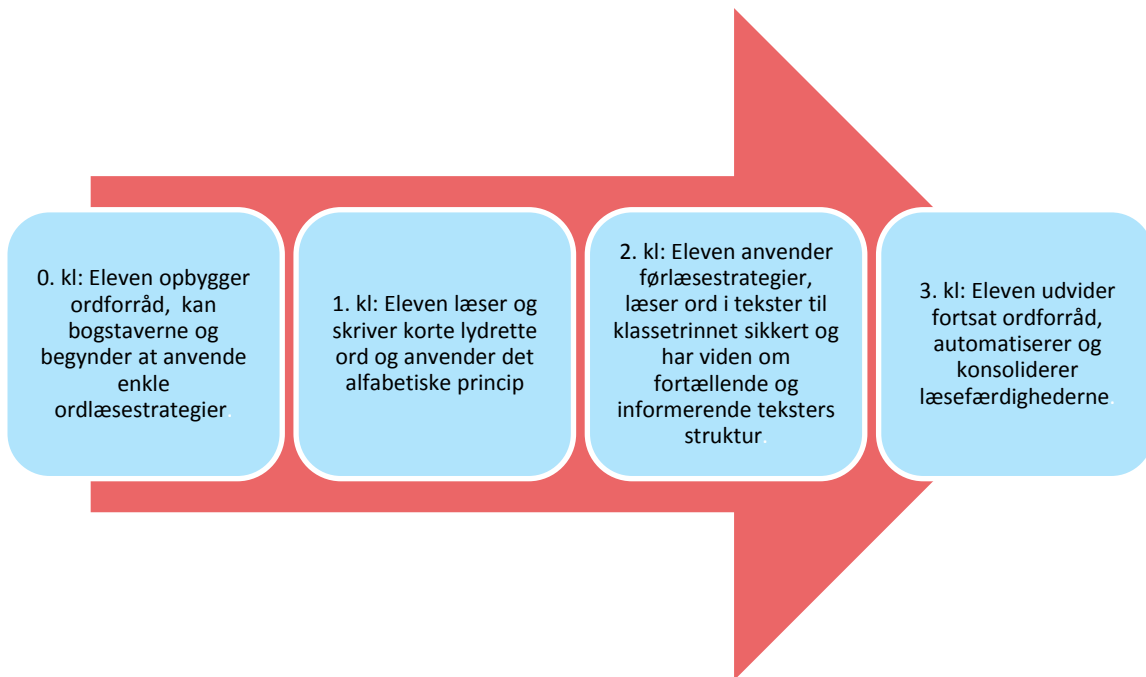 0. kl: Eleven opbygger
ordforråd,  kan
bogstaverne og
begynder at anvende
enkle
ordlæsestrategier.
1. kl: Eleven læser og
skriver korte lydrette
ord og anvender det
alfabetiske princip
2. kl: Eleven anvender
førlæsestrategier,
læser ord i tekster til
klassetrinnet sikkert og
har viden om
fortællende og
informerende teksters
struktur.
3. kl: Eleven udvider
fortsat ordforråd,
automatiserer og
konsoliderer
læsefærdighederne.